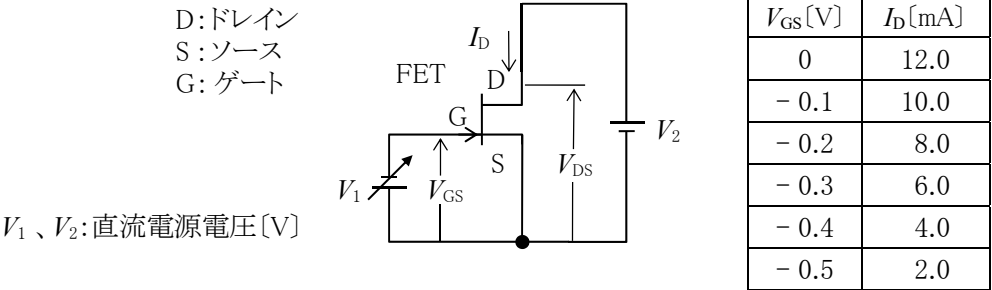 D：ドレイン
S：ソース
G：ゲート
FET
I_D
D
G
S
V_1
V_GS
V_DS
V_2
V_1 、V_2：直流電源電圧〔V〕
V_GS〔V〕 I_D〔mA〕
0 12.0
－0.1 10.0
－0.2 8.0
－0.3 6.0
－0.4 4.0
－0.5 2.0